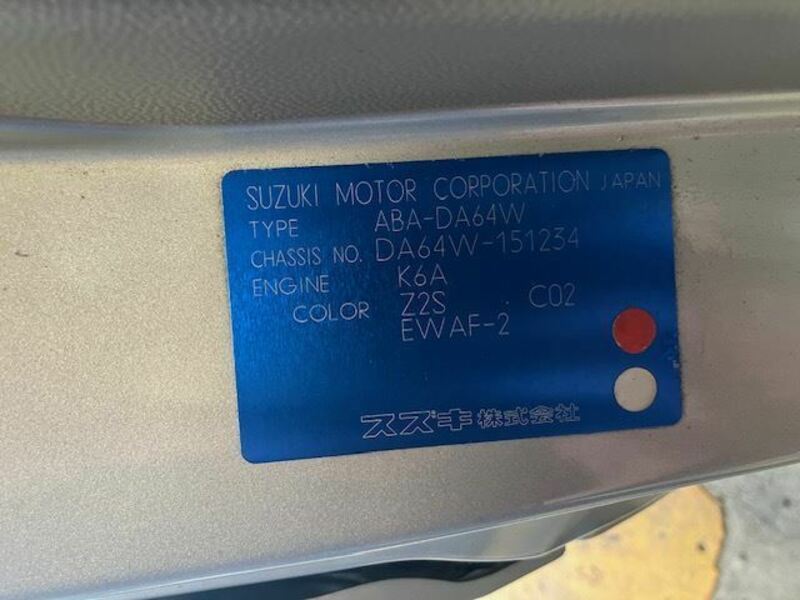 SUZUKI MOTOR CORPORATION JAPAN
TYPE ABA-DA64W
CHASSIS NO. DA64W-151234
ENGINE K6A
COLOR Z2S C02
EWAF-2
スズキ株式会社